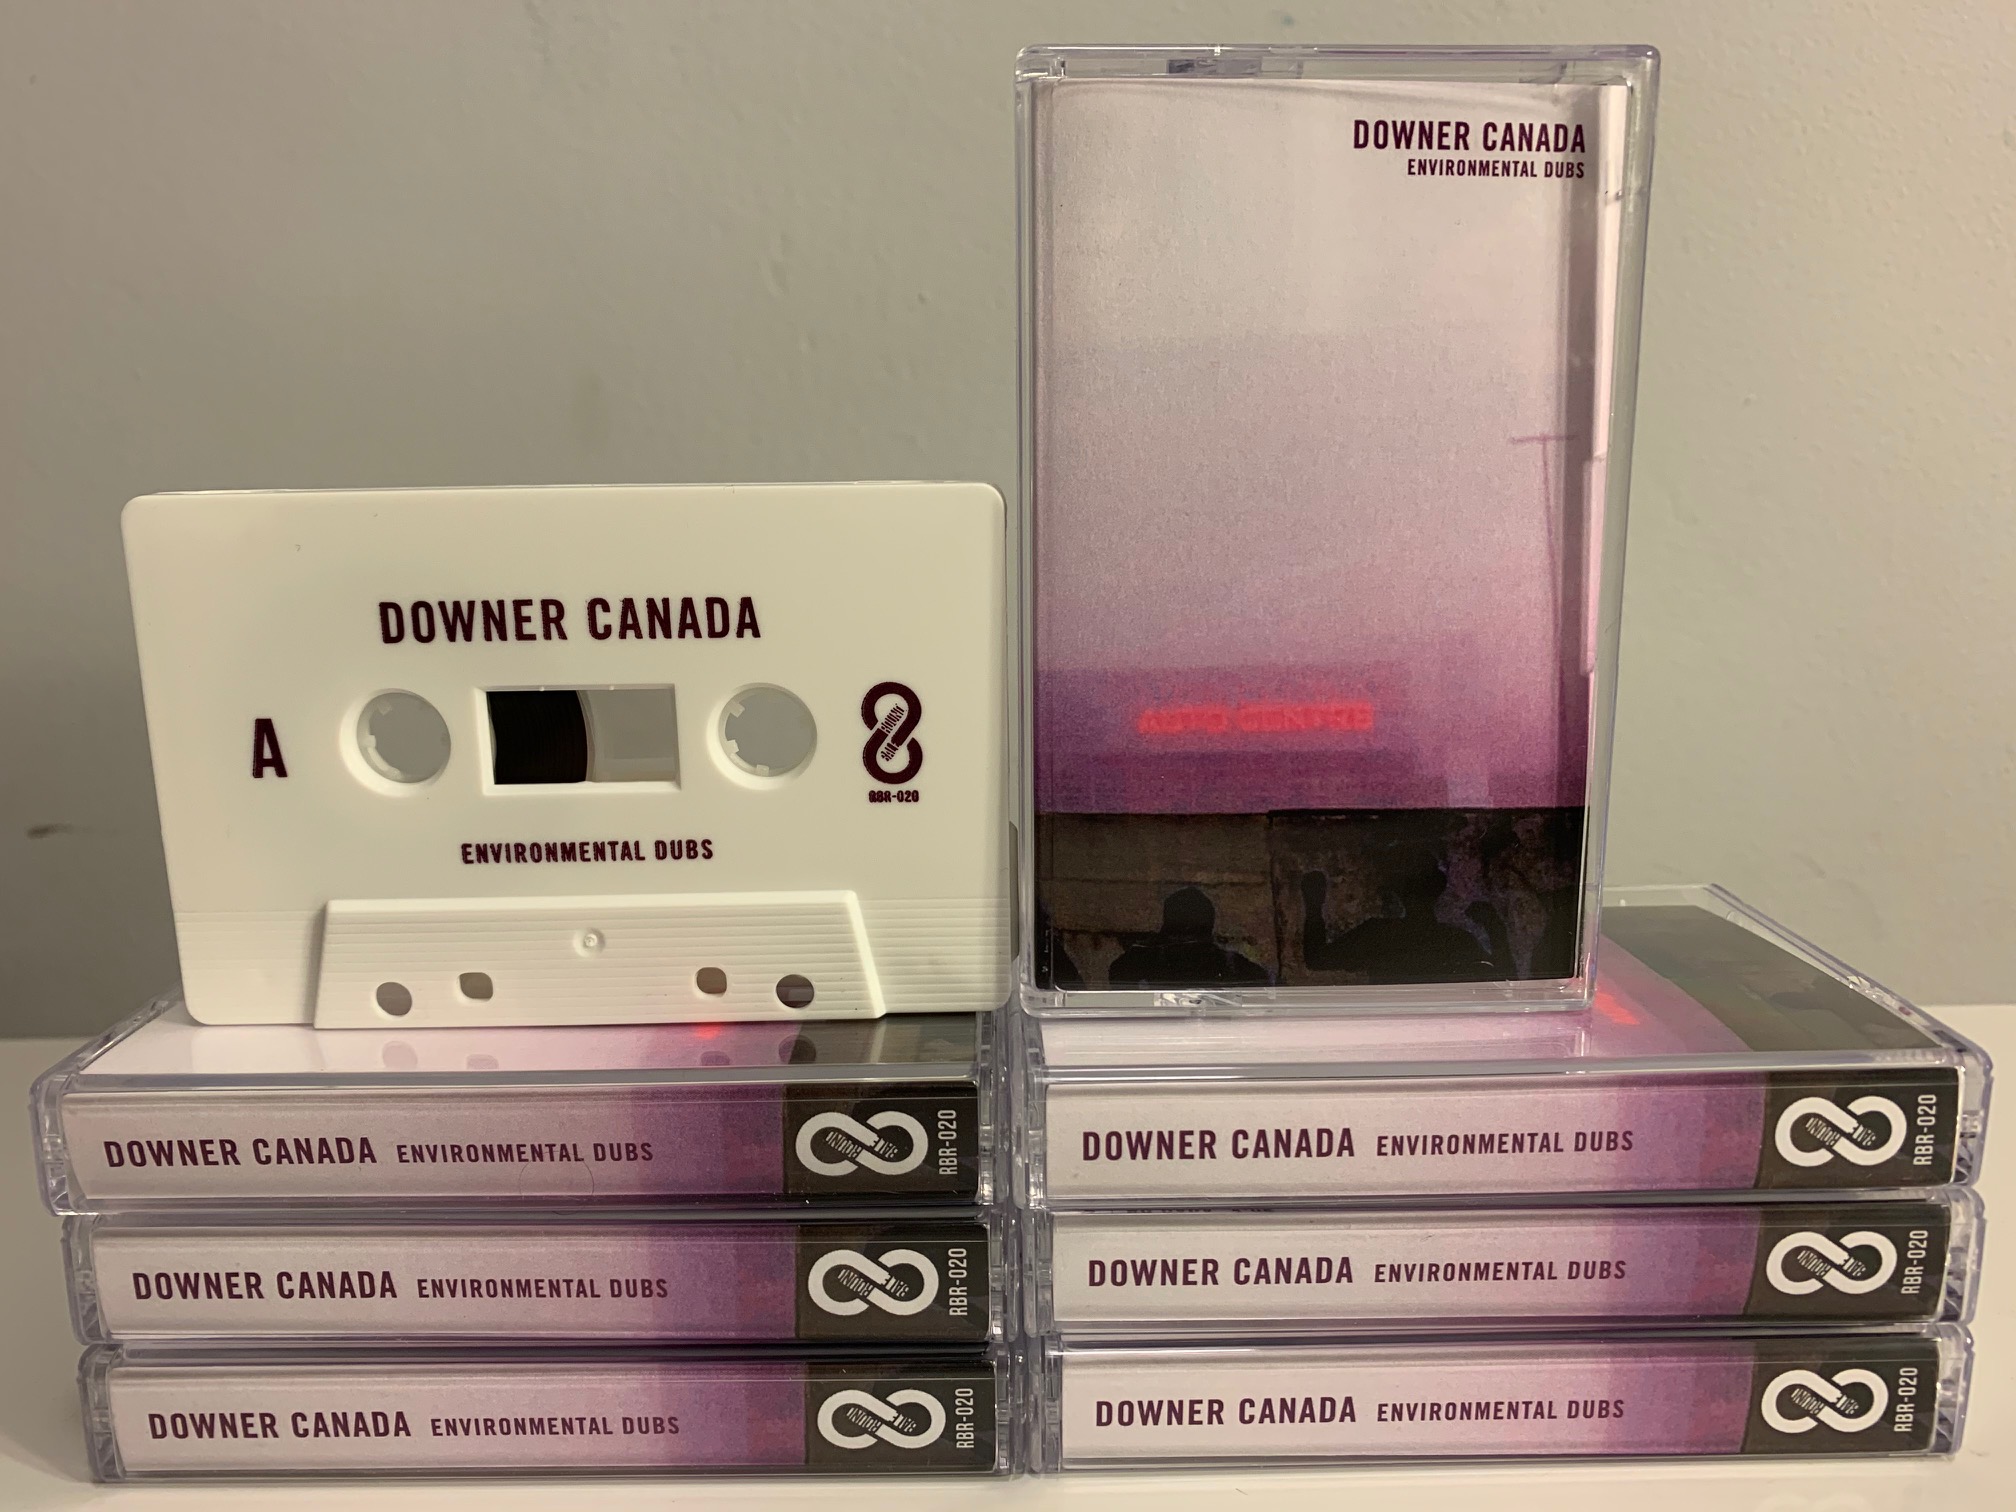 DOWNER CANADA
ENVIRONMENTAL DUBS
AUTO CENTRE
DOWNER CANADA
A
RBR-020
ENVIRONMENTAL DUBS
DOWNER CANADA ENVIRONMENTAL DUBS RBR-020
DOWNER CANADA ENVIRONMENTAL DUBS RBR-020
DOWNER CANADA ENVIRONMENTAL DUBS RBR-020
DOWNER CANADA ENVIRONMENTAL DUBS RBR-020
DOWNER CANADA ENVIRONMENTAL DUBS RBR-020
DOWNER CANADA ENVIRONMENTAL DUBS RBR-020